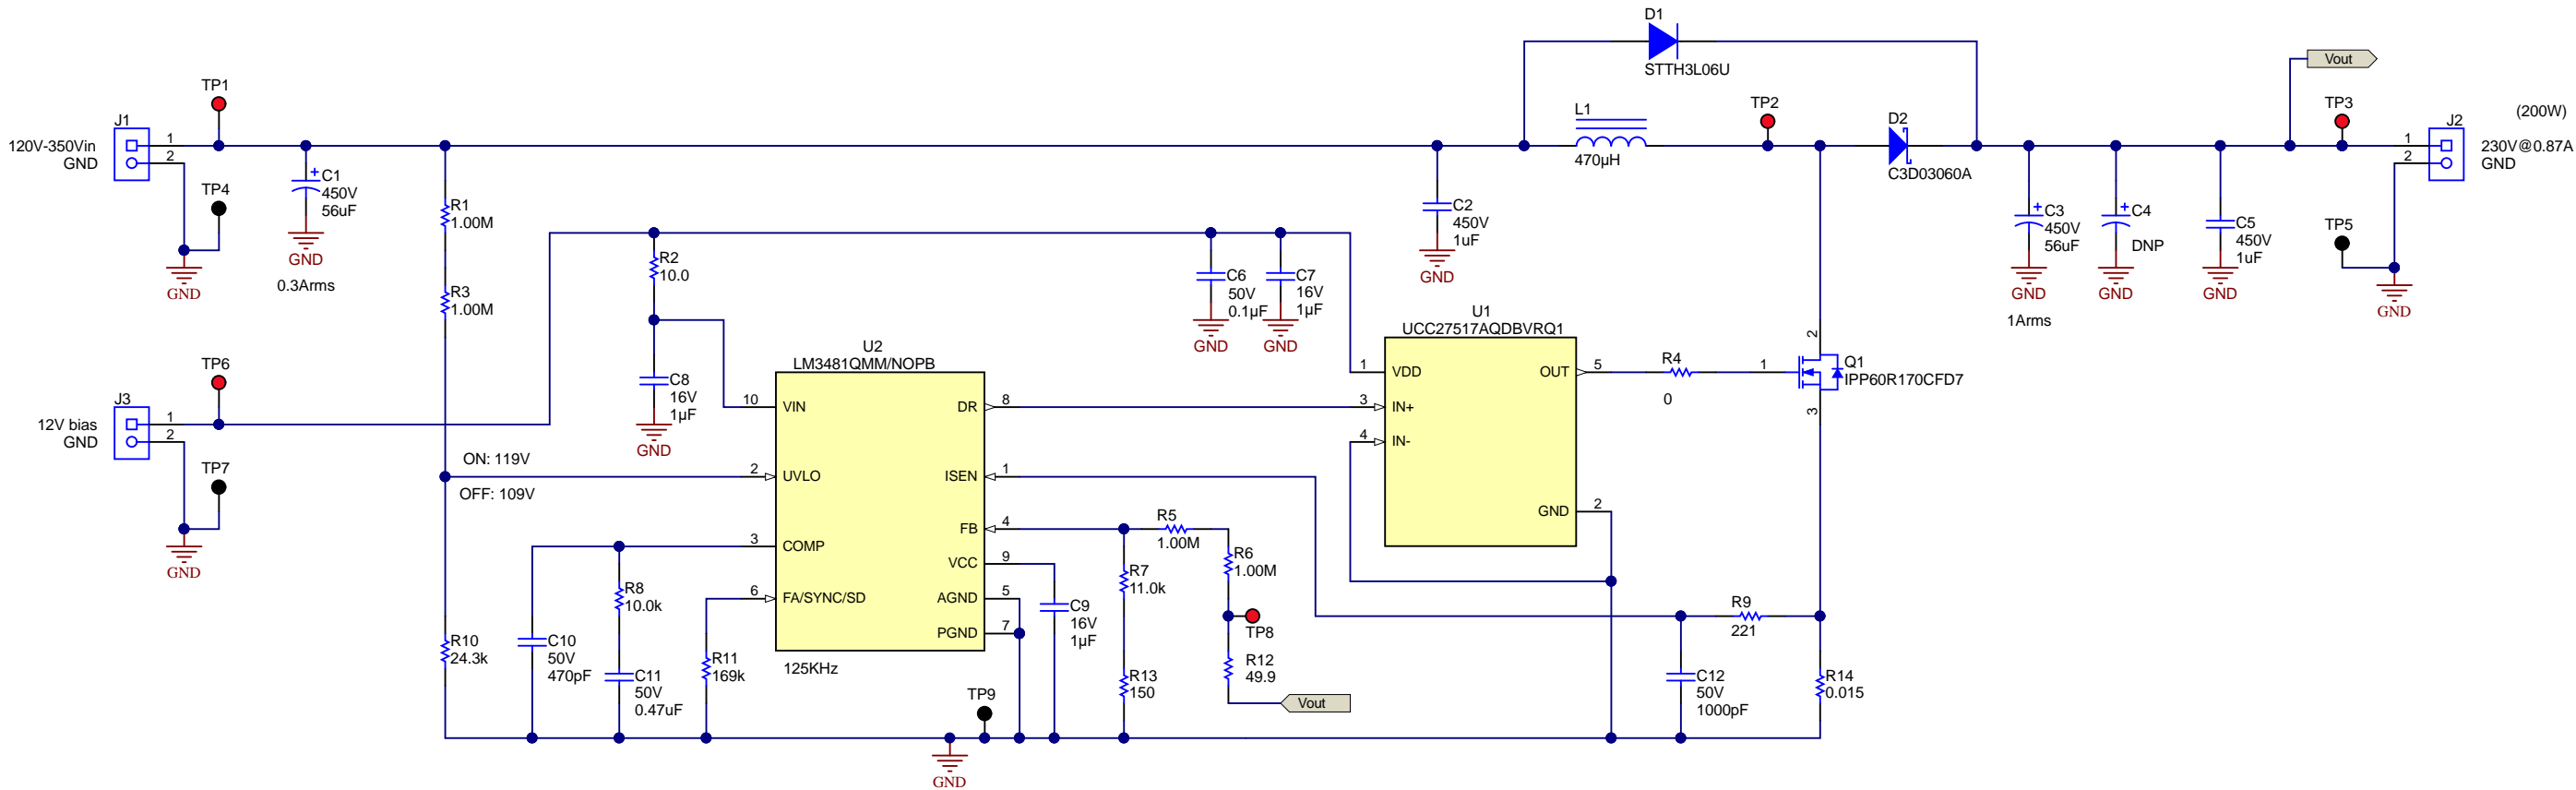 D1
STTH3L06U
Vout
TP1
TP2
TP3
(200W)
J1
L1
D2
J2
120V-350Vin
GND
1
2
470µH
C3D03060A
1
2
230V@0.87A
GND
+
C1
450V
56uF
TP4
R1
1.00M
C2
450V
1uF
+
C3
450V
56uF
+
C4
DNP
C5
450V
1uF
TP5
GND
GND
0.3Arms
R2
10.0
C6
50V
0.1µF
C7
16V
1µF
GND
GND
GND
GND
GND
1Arms
R3
1.00M
GND
GND
U1
UCC27517AQDBVRQ1
U2
LM3481QMM/NOPB
TP6
J3
12V bias
GND
1
2
C8
16V
1µF
GND
10
VIN
DR
8
1
VDD
OUT
5
R4
0
1
2
3
Q1
IPP60R170CFD7
3
IN+
4
IN-
TP7
ON: 119V
OFF: 109V
2
UVLO
ISEN
1
GND
2
FB
4
R5
1.00M
3
COMP
VCC
9
R6
1.00M
GND
R7
11.0k
R8
10.0k
6
FA/SYNC/SD
AGND
5
C9
16V
1µF
PGND
7
TP8
R9
221
R10
24.3k
C10
50V
470pF
C11
50V
0.47uF
R11
169k
125KHz
R13
150
R12
49.9
Vout
C12
50V
1000pF
R14
0.015
TP9
GND